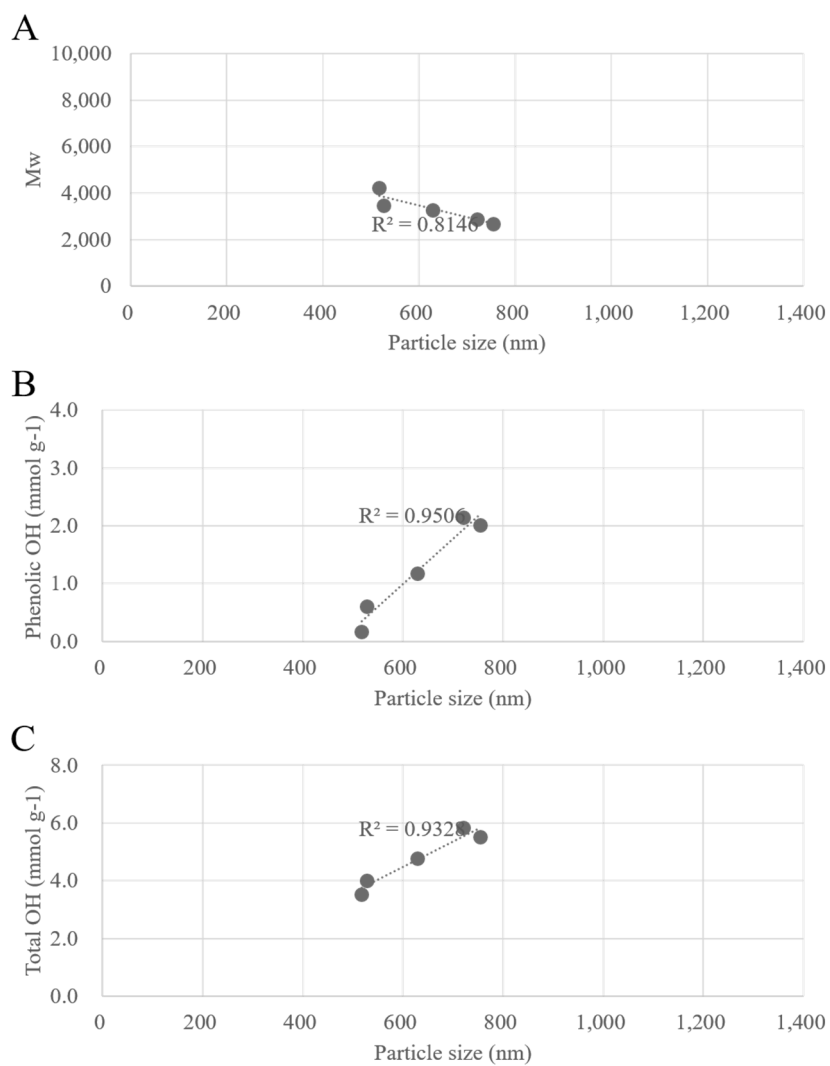 A
10,000
8,000
6,000
4,000
2,000
0
Mw
R² = 0.8146
0 200 400 600 800 1,000 1,200 1,400
Particle size (nm)
B
4.0
3.0
2.0
1.0
0.0
Phenolic OH (mmol g-1)
R² = 0.9506
0 200 400 600 800 1,000 1,200 1,400
Particle size (nm)
C
8.0
6.0
4.0
2.0
0.0
Total OH (mmol g-1)
R² = 0.9328
0 200 400 600 800 1,000 1,200 1,400
Particle size (nm)